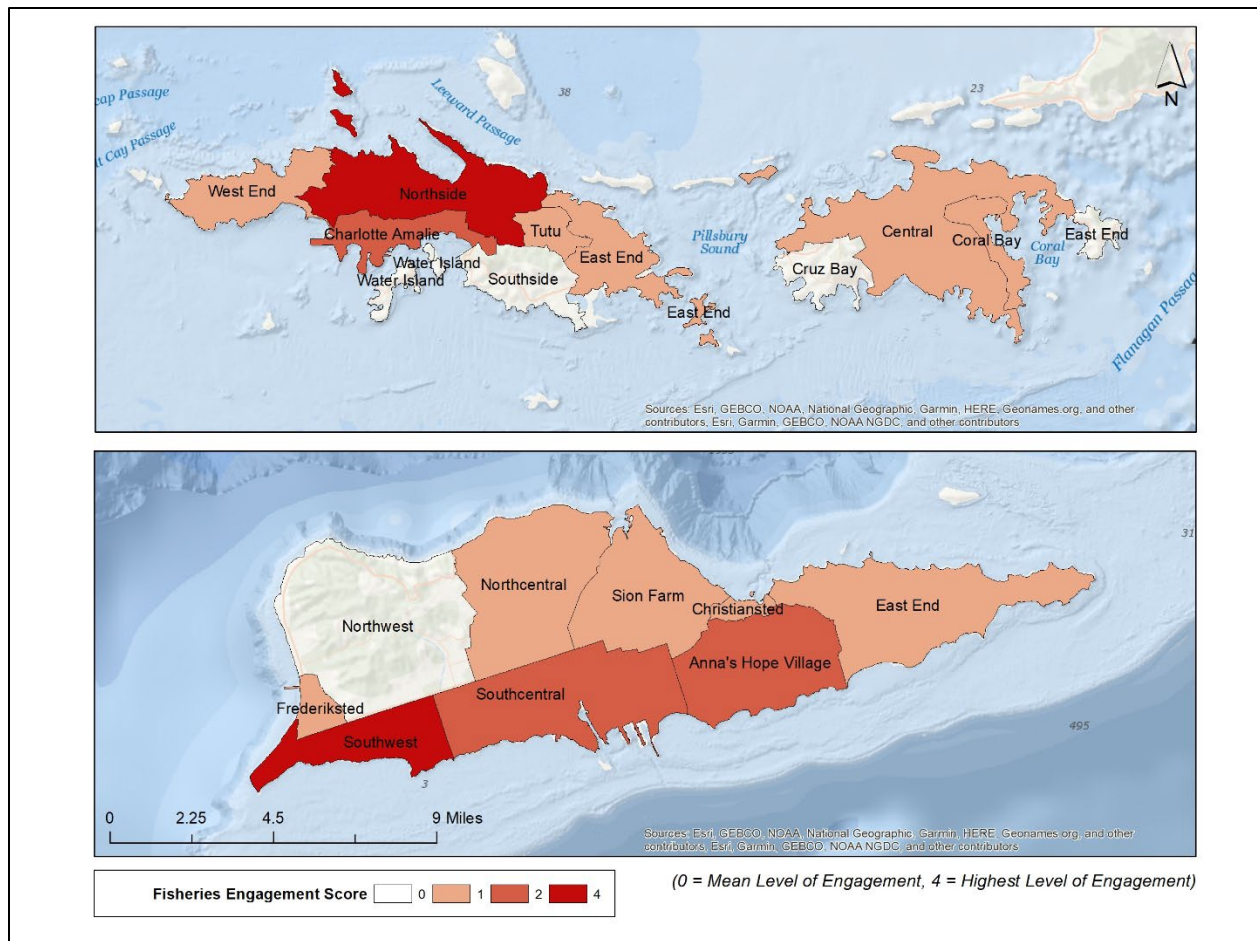 cap Passage
t Cay Passage
Leeward Passage
38
23
N
West End
Northside
Charlotte Amalie
Tutu
East End
Water Island
Water Island
Southside
East End
Pillsbury
Sound
Central
Coral Bay
Cruz Bay
Coral
Bay
East End
Flanagan Passag
Sources: Esri, GEBCO, NOAA, National Geographic, Garmin, HERE, Geonames.org, and other
contributors, Esri, Garmin, GEBCO, NOAA NGDC, and other contributors
31
Northcentral
Sion Farm
Christiansted
East End
Northwest
Anna's Hope Village
Southcentral
Frederiksted
Southwest
495
3
0 2.25 4.5 9 Miles
Sources: Esri, GEBCO, NOAA, National Geographic, Garmin, HERE, Geonames.org, and other
contributors, Esri, Garmin, GEBCO, NOAA NGDC, and other contributors
Fisheries Engagement Score 0 1 2 4
(0 = Mean Level of Engagement, 4 = Highest Level of Engagement)